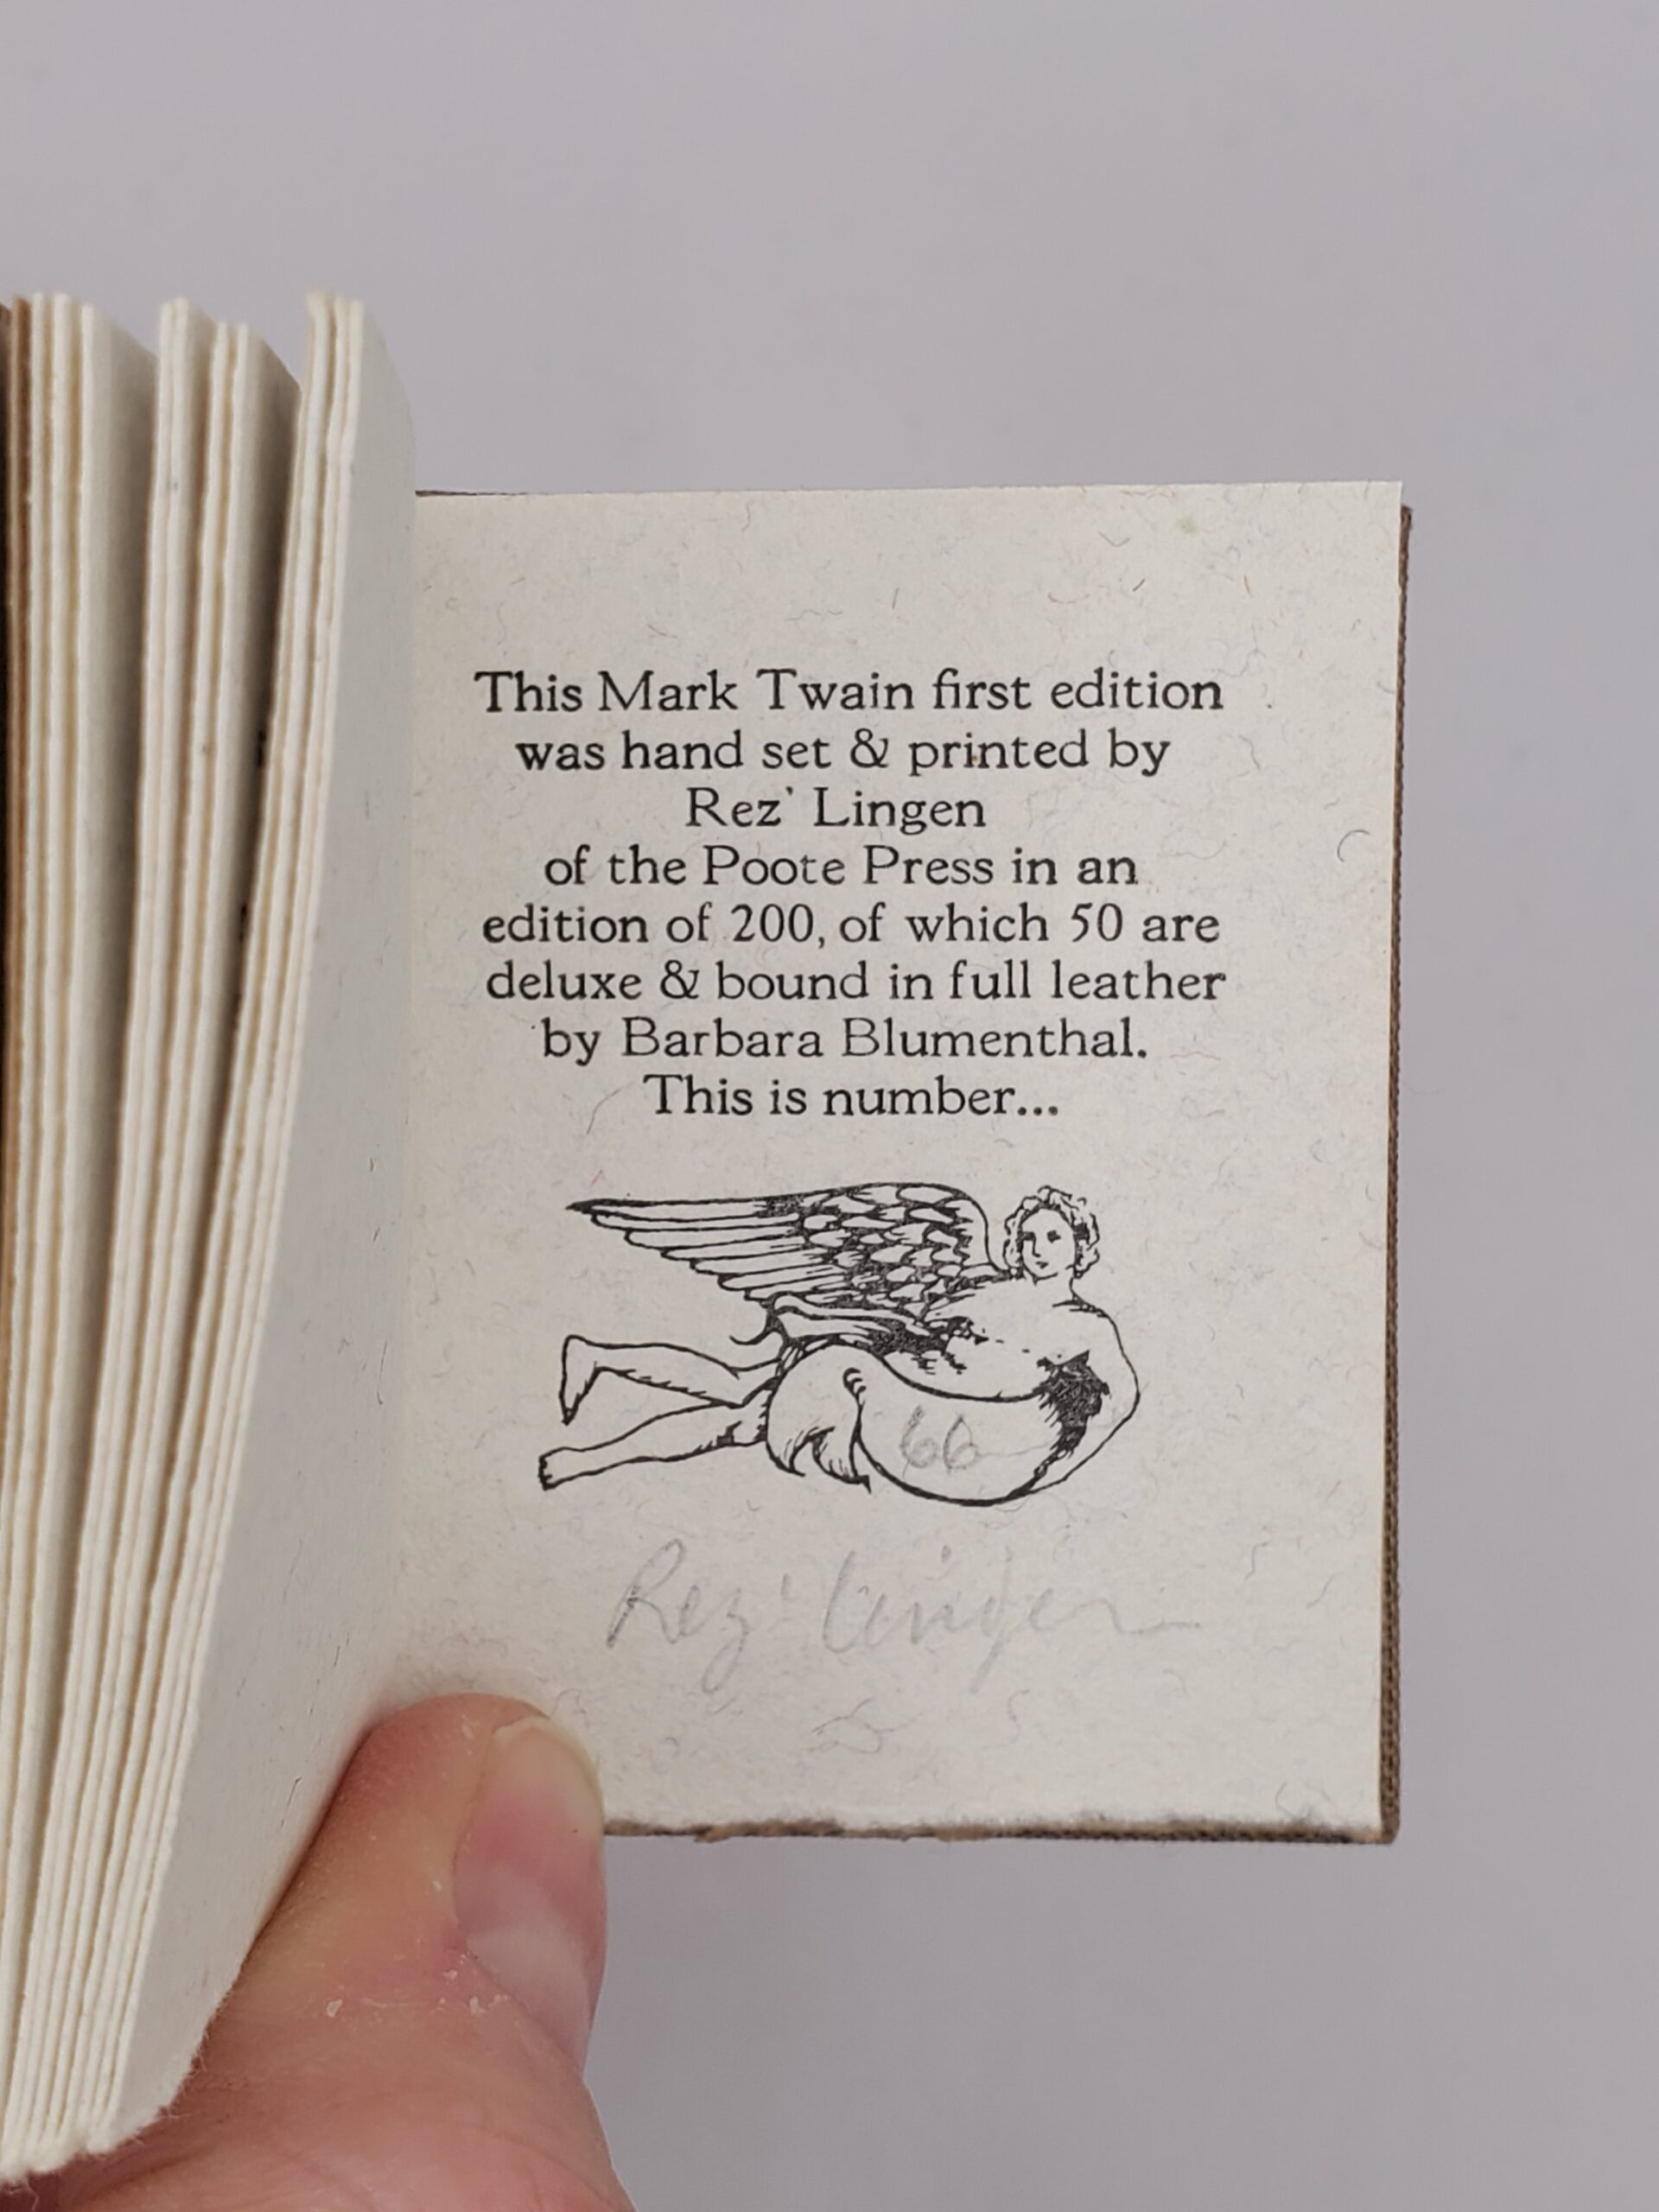 This Mark Twain first edition
was hand set & printed by
Rez' Lingen
of the Poote Press in an
edition of 200, of which 50 are
deluxe & bound in full leather
by Barbara Blumenthal.
This is number...
66
Rez' Lingen